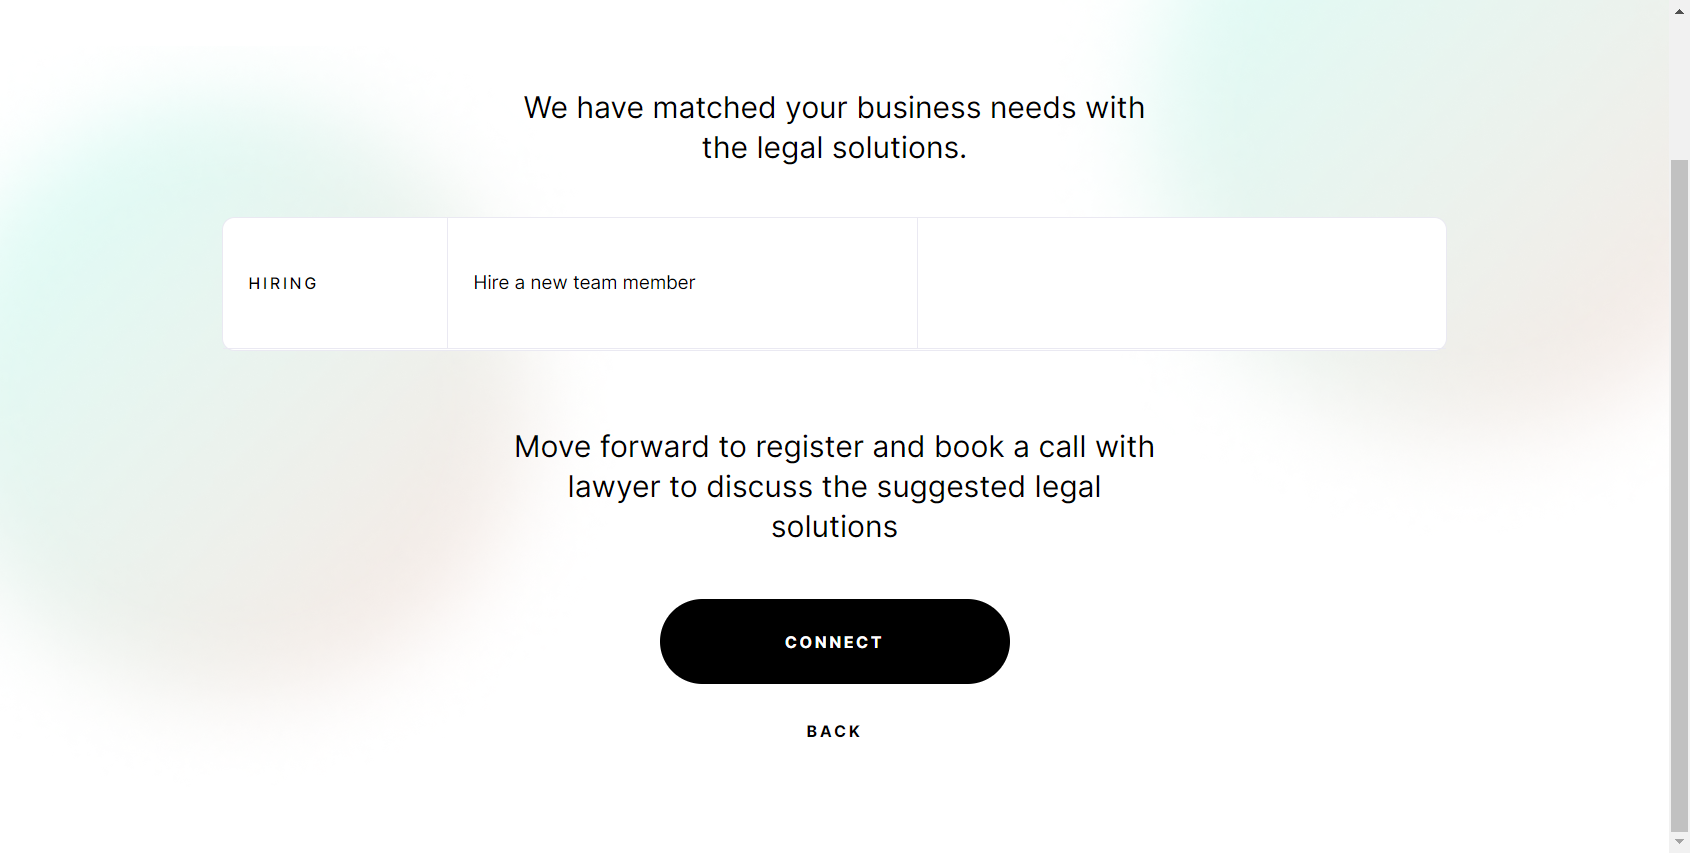 We have matched your business needs with
the legal solutions.
HIRING
Hire a new team member
Move forward to register and book a call with
lawyer to discuss the suggested legal
solutions
CONNECT
BACK